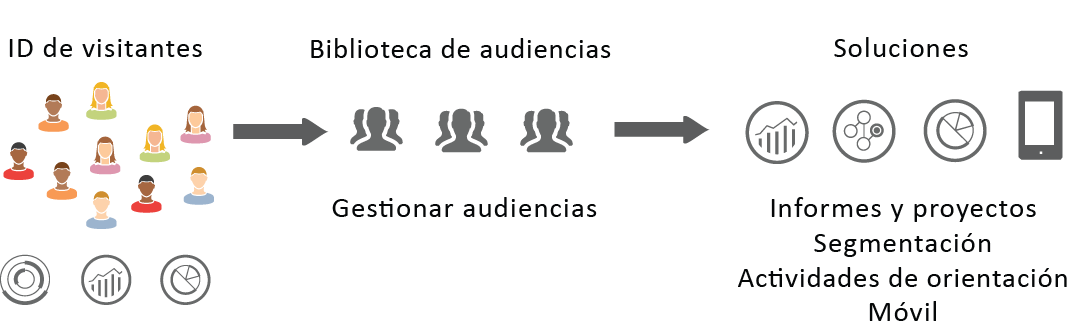 ID de visitantes
Biblioteca de audiencias
Soluciones
Gestionar audiencias
Informes y proyectos
Segmentación
Actividades de orientación
Móvil